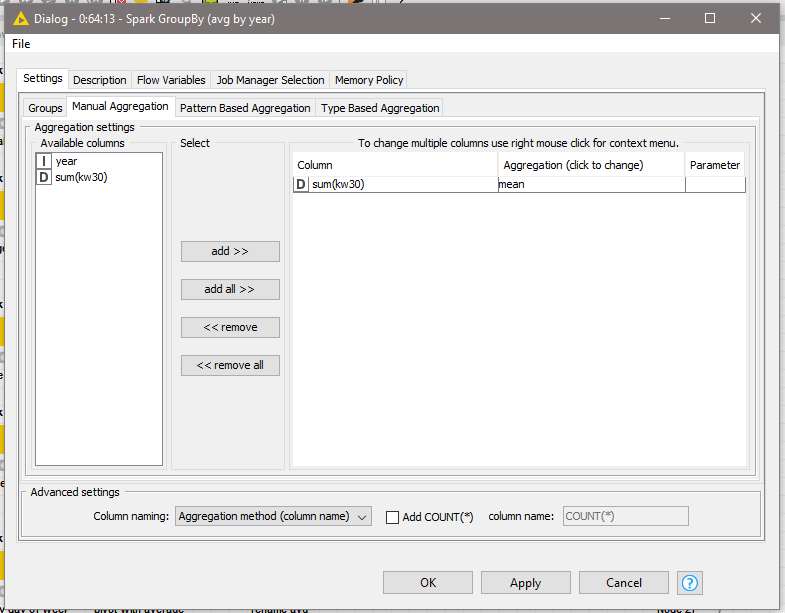 Dialog - 0:64:13 - Spark GroupBy (avg by year)
File
Settings Description Flow Variables Job Manager Selection Memory Policy
Groups Manual Aggregation Pattern Based Aggregation Type Based Aggregation
Aggregation settings
Available columns Select To change multiple columns use right mouse click for context menu.
I year
D sum(kw30)
Column Aggregation (click to change) Parameter
D sum(kw30) mean
add >>
add all >>
<< remove
<< remove all
Advanced settings
Column naming: Aggregation method (column name) Add COUNT(*) column name: COUNT(*)
OK Apply Cancel ?
day of week pivot with average rename avg Node 27